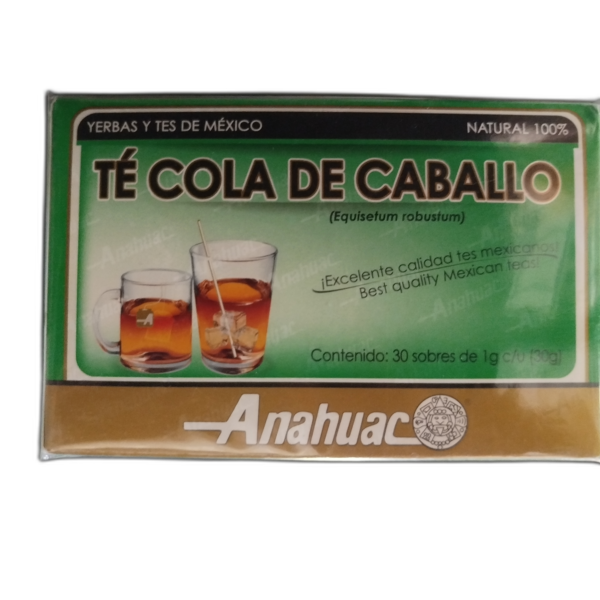 YERBAS Y TES DE MÉXICO
NATURAL 100%
TÉ COLA DE CABALLO
(Equisetum robustum)
¡Excelente calidad tes mexicanos!
Best quality Mexican teas!
Contenido: 30 sobres de 1g c/u (30g)
Anahuac